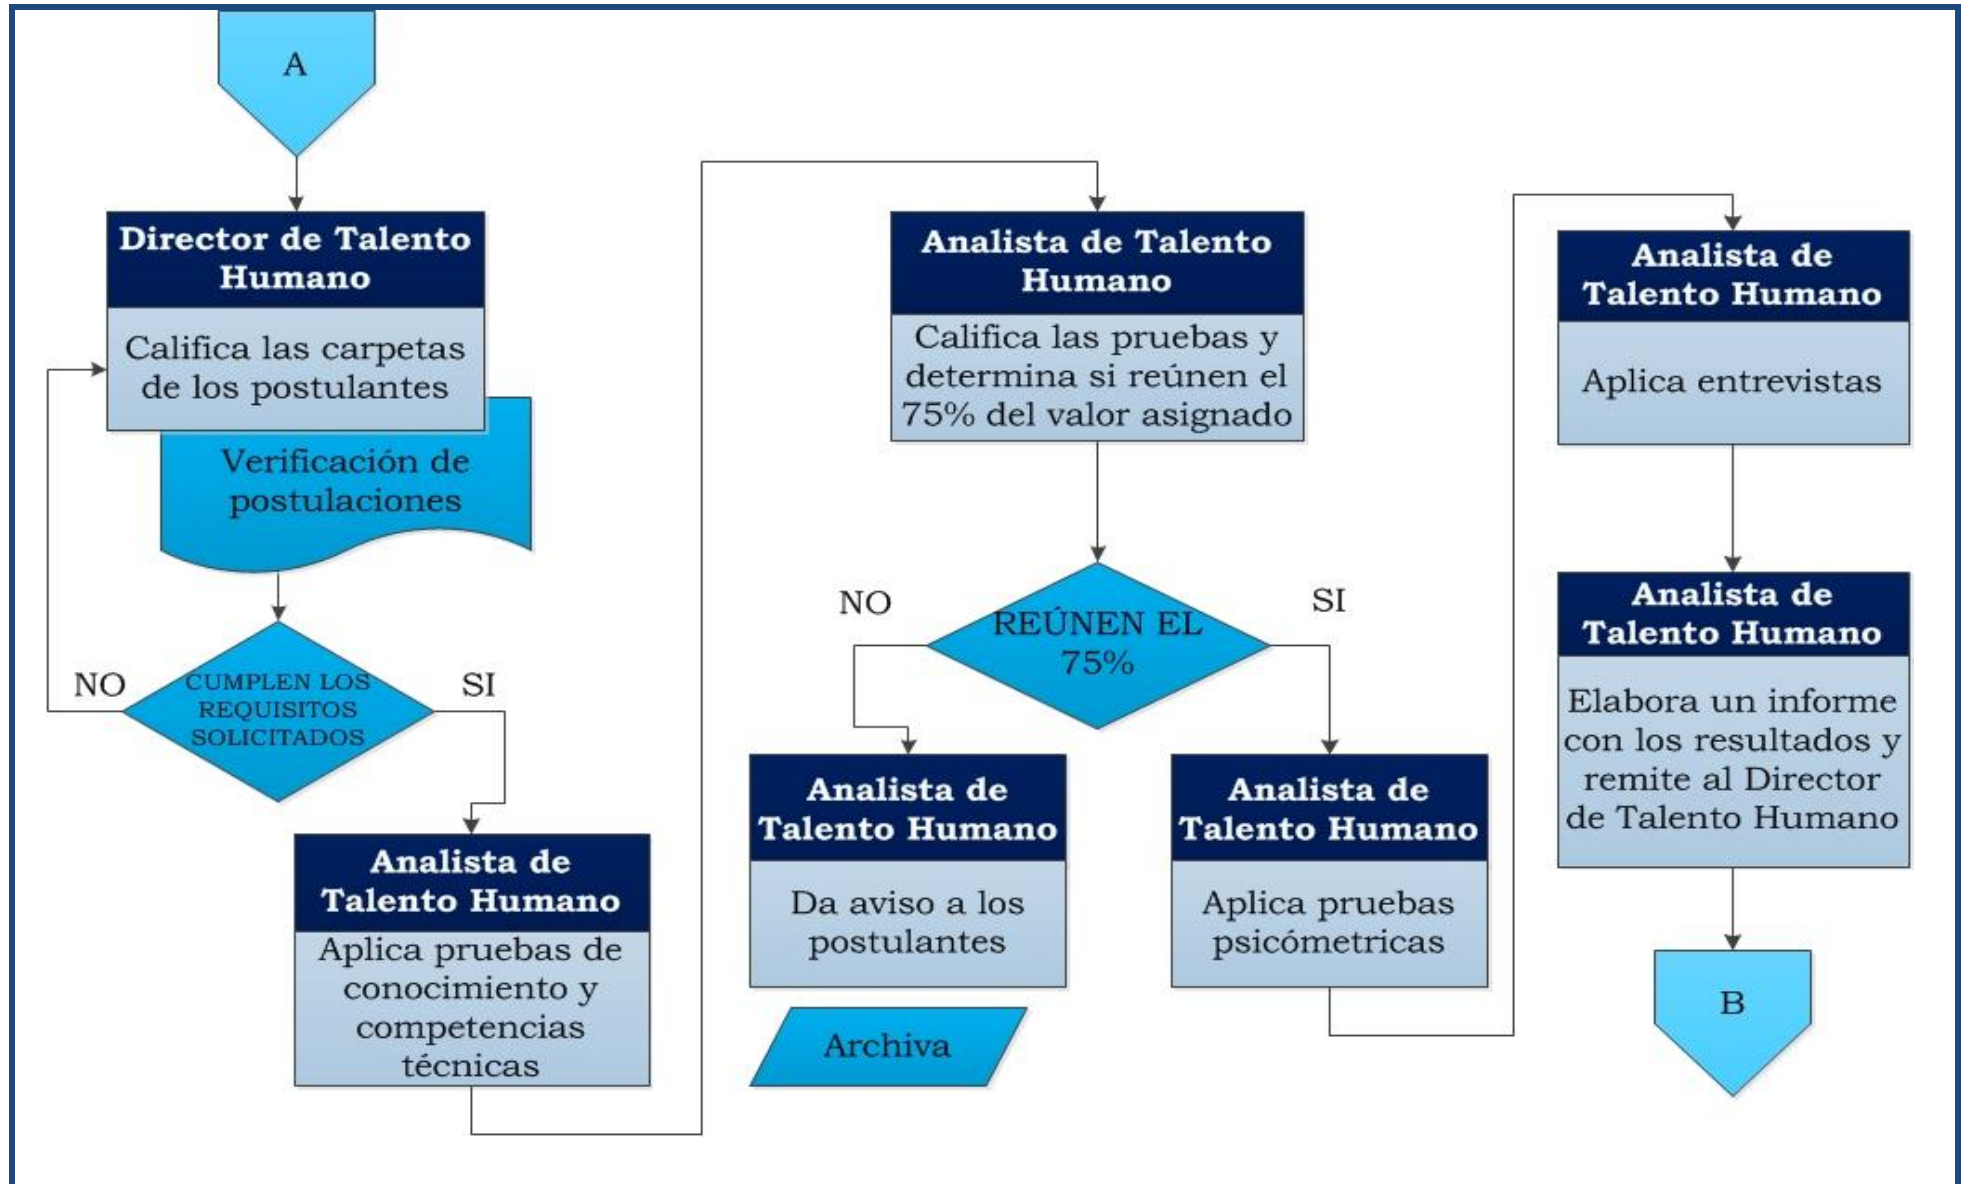 A
Director de Talento
Humano
Califica las carpetas
de los postulantes
Verificación de
postulaciones
NO
CUMPLEN LOS
REQUISITOS
SOLICITADOS
SI
Analista de
Talento Humano
Aplica pruebas de
conocimiento y
competencias
técnicas
Analista de Talento
Humano
Califica las pruebas y
determina si reúnen el
75% del valor asignado
NO
REÚNEN EL
75%
SI
Analista de
Talento Humano
Da aviso a los
postulantes
Archiva
Analista de
Talento Humano
Aplica pruebas
psicómetricas
Analista de
Talento Humano
Aplica entrevistas
Analista de
Talento Humano
Elabora un informe
con los resultados y
remite al Director
de Talento Humano
B